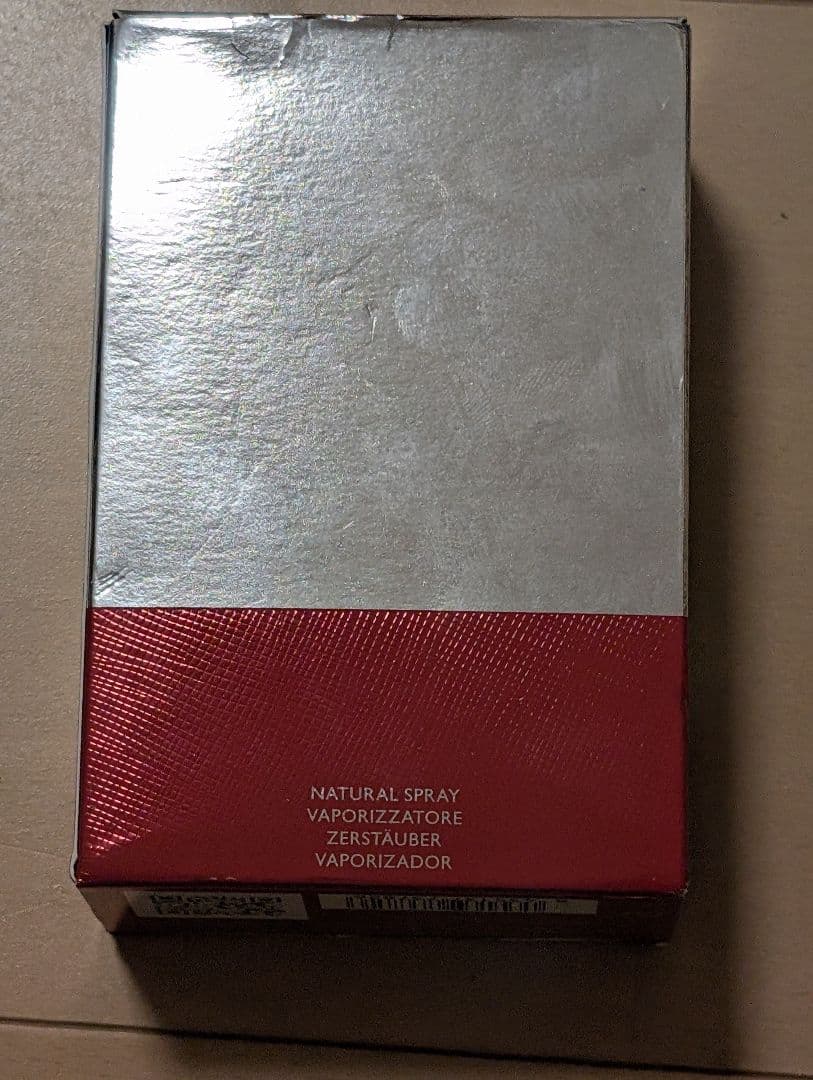 NATURAL SPRAY
VAPORIZZATORE
ZERSTÄUBER
VAPORIZADOR